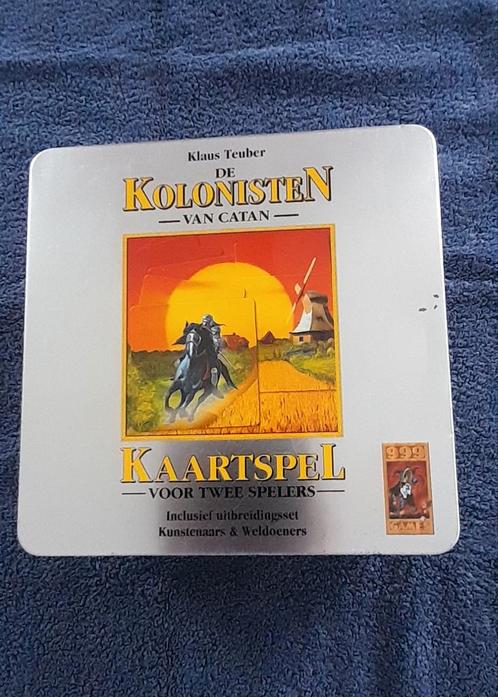 Klaus Teuber
DE
KOLONISTEN
VAN CATAN
KAARTSPEL
VOOR TWEE SPELERS
Inclusief uitbreidingsset
Kunstenaars & Weldoeners
999
GAMES